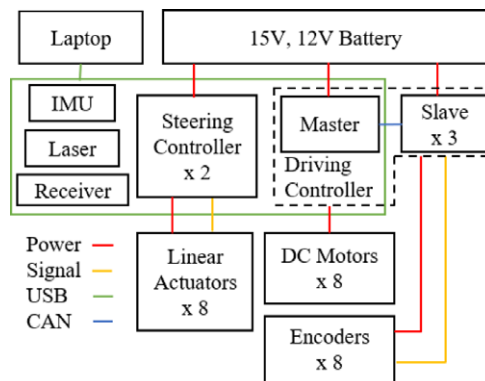 Laptop
15V, 12V Battery
IMU
Laser
Receiver
Steering
Controller
x 2
Master
Driving
Controller
Slave
x 3
Power
Signal
USB
CAN
Linear
Actuators
x 8
DC Motors
x 8
Encoders
x 8